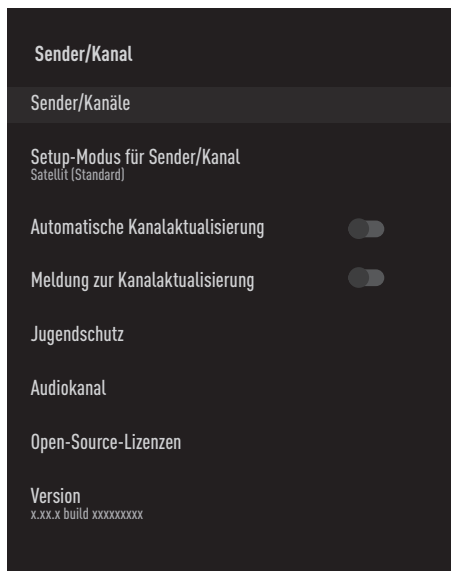 Sender/Kanal
Sender/Kanäle
Setup-Modus für Sender/Kanal
Satellit (Standard)
Automatische Kanalaktualisierung
Meldung zur Kanalaktualisierung
Jugendschutz
Audiokanal
Open-Source-Lizenzen
Version
x.xx.x build xxxxxxxxx